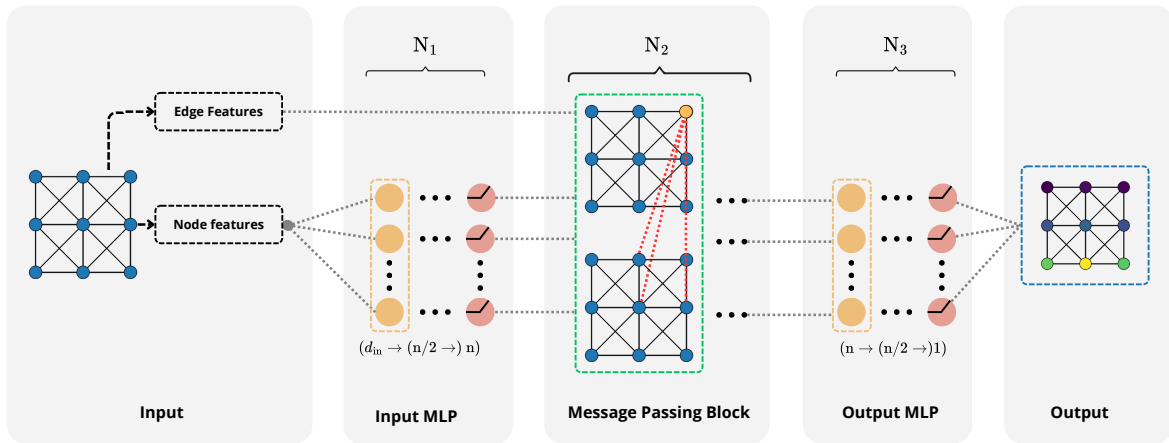 N₁
N₂
N₃
Edge Features
Node features
(d_in → (n/2 →) n)
(n → (n/2 →)1)
Input
Input MLP
Message Passing Block
Output MLP
Output